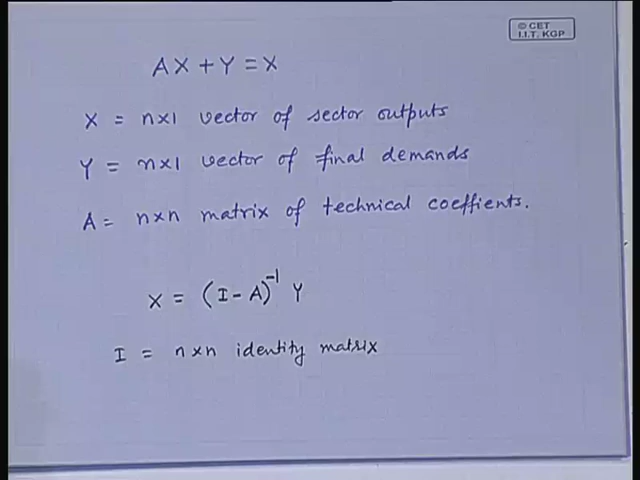 © CET
I.I.T. KGP
AX + Y = X
X = n×1 vector of sector outputs
Y = n×1 vector of final demands
A = n×n matrix of technical coeffients.
X = (I - A)⁻¹ Y
I = n×n identity matrix